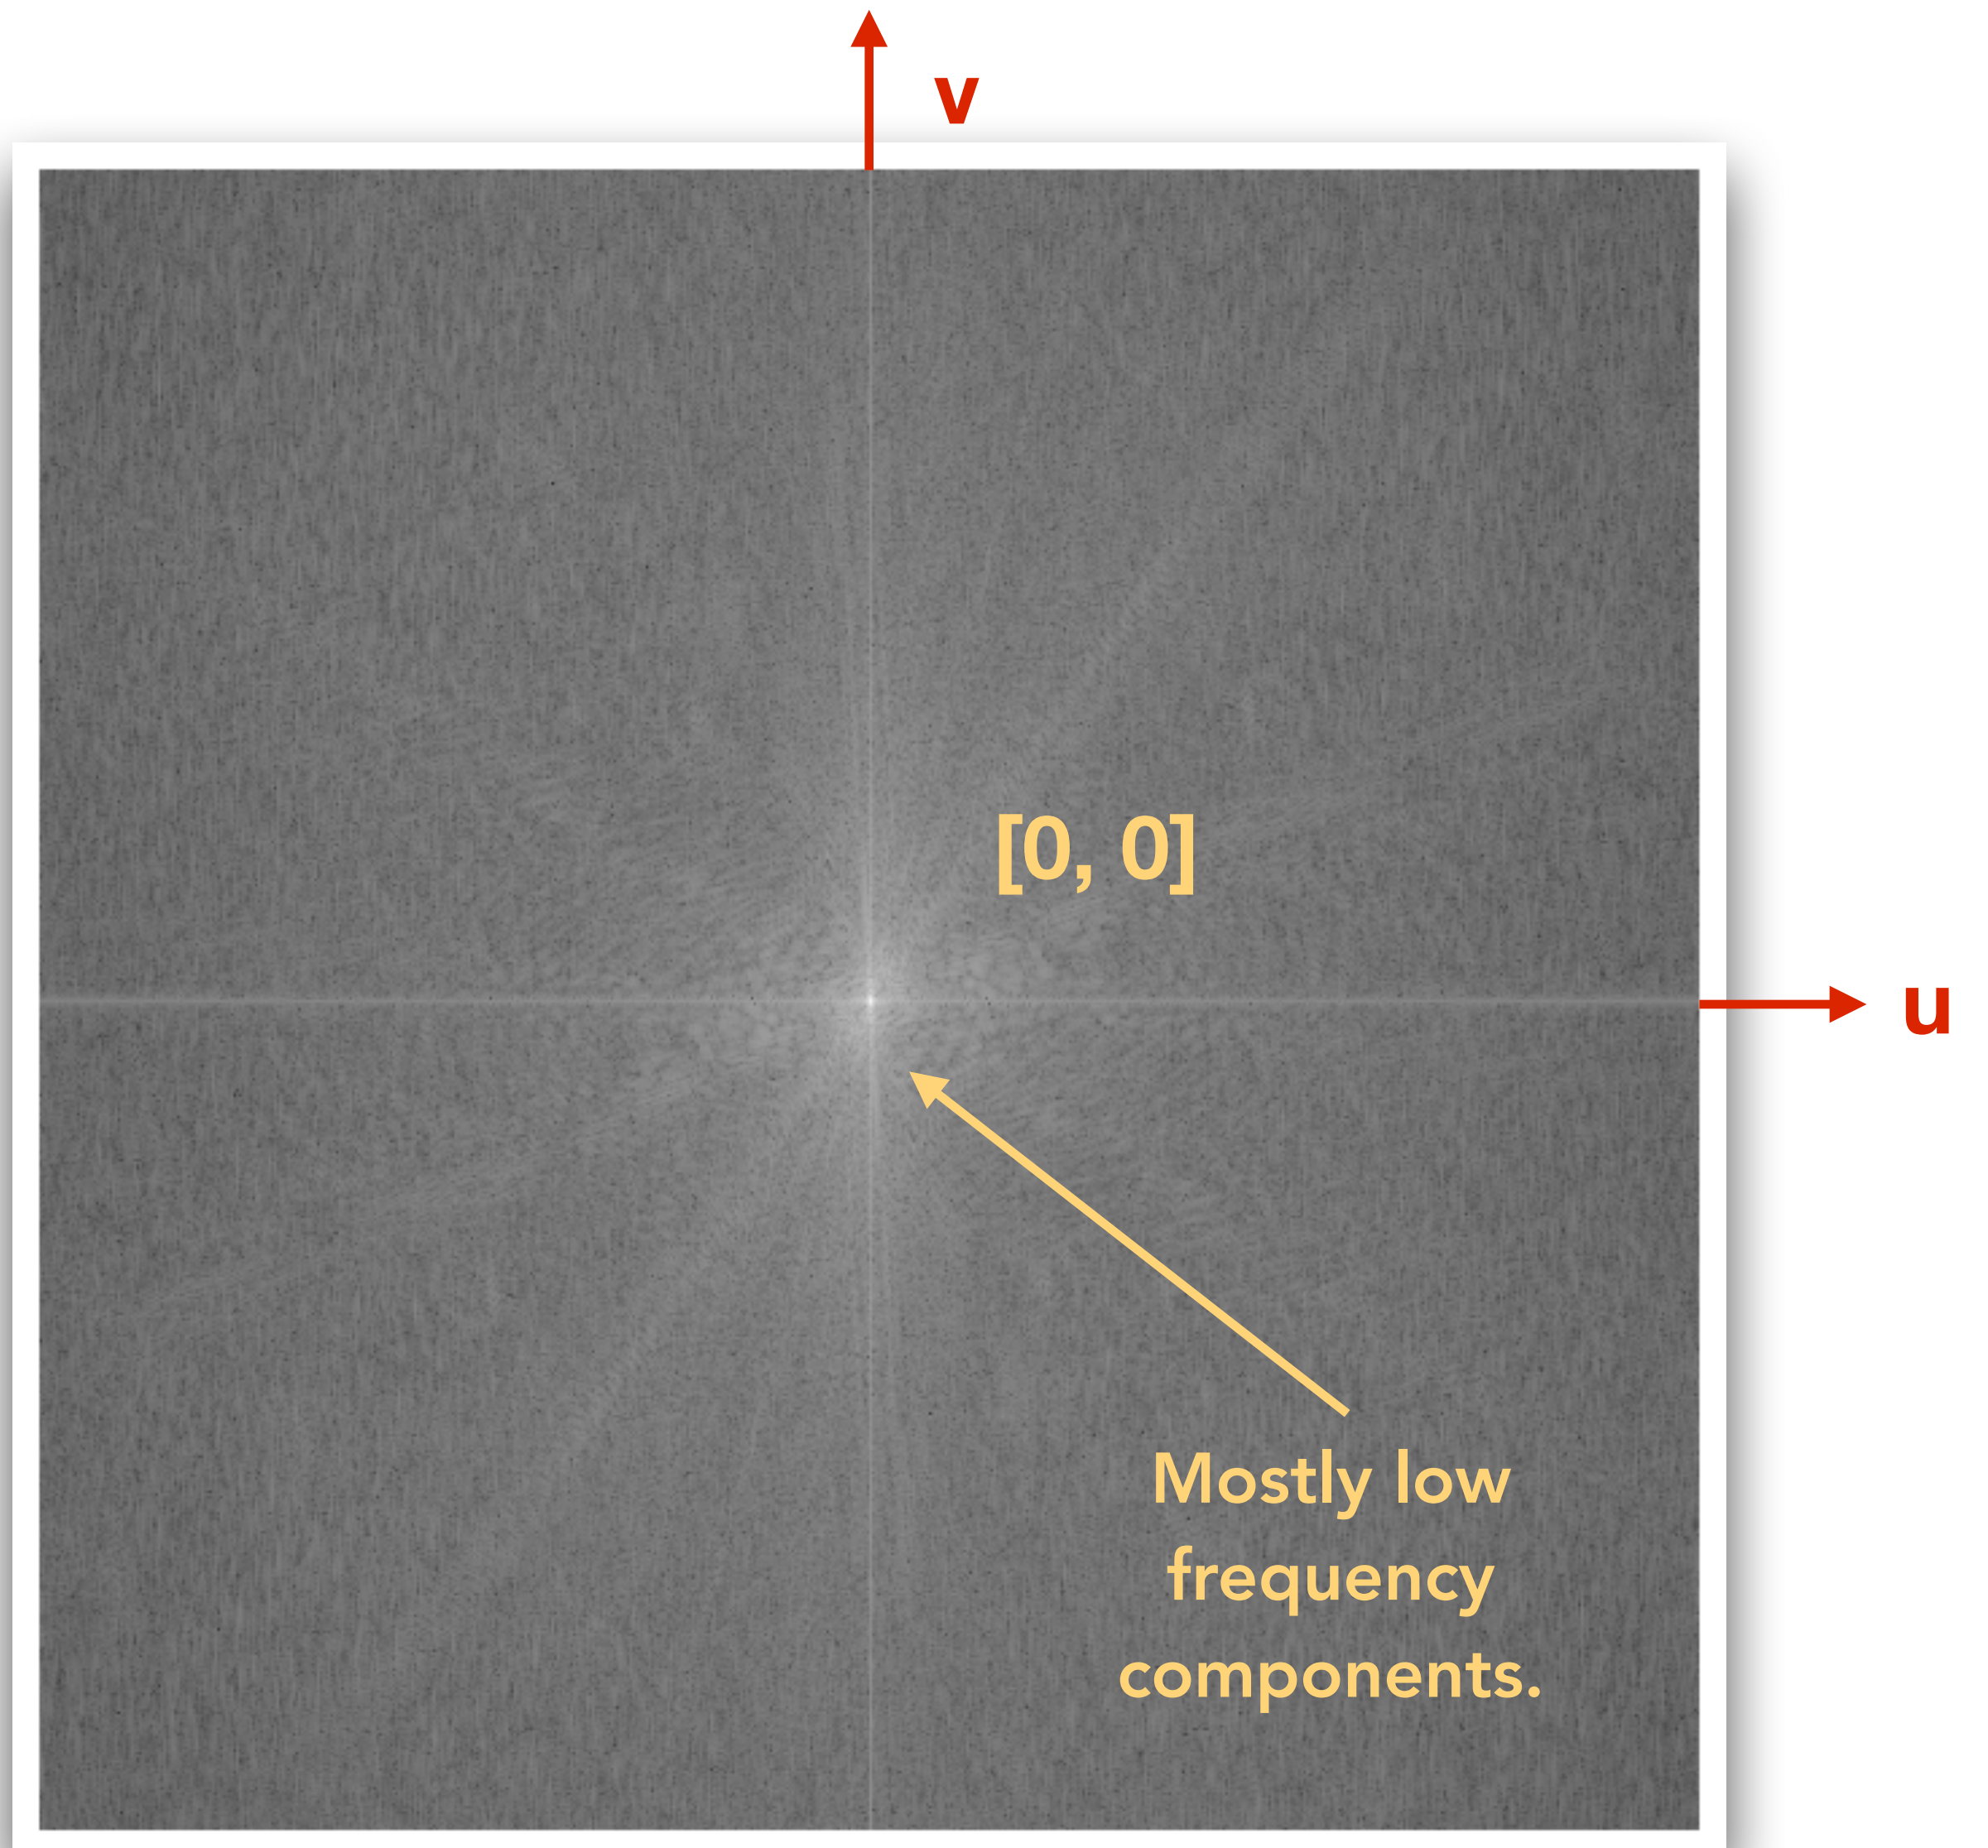 v
[0, 0]
u
Mostly low
frequency
components.